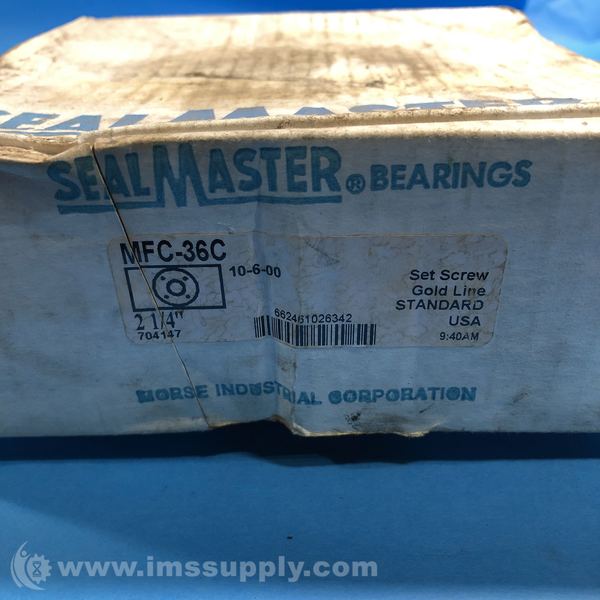 SEALMASTER
SEALMASTER® BEARINGS
MFC-36C
10-6-00
2 1/4"
704147
662461026342
Set Screw
Gold Line
STANDARD
USA
9:40AM
MORSE INDUSTRIAL CORPORATION
www.imssupply.com